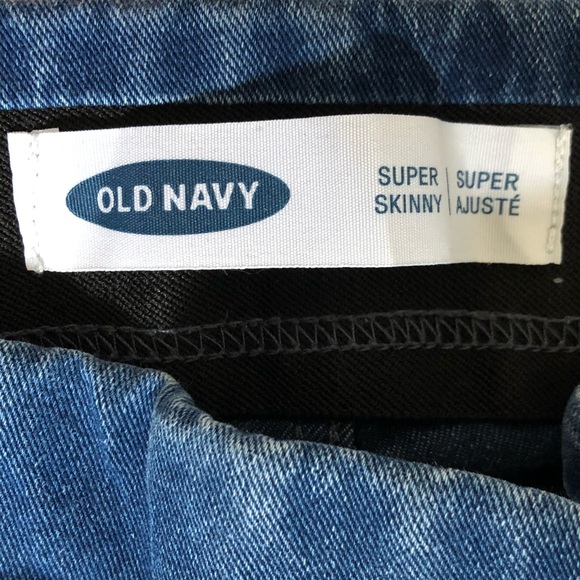 OLD NAVY
SUPER | SUPER
SKINNY | AJUSTÉ